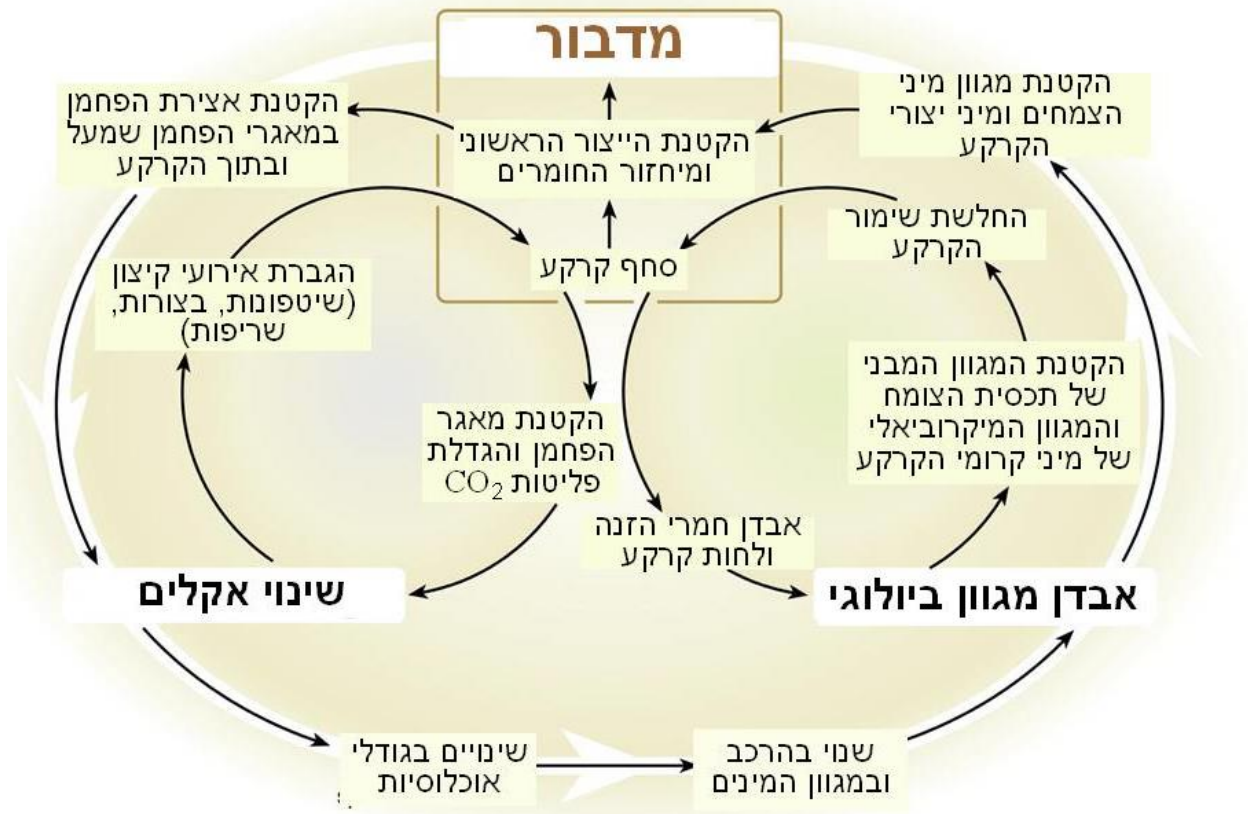 מדבור
הקטנת מגוון מיני
הצמחים ומיני יצורי
הקרקע
הקטנת אצירת הפחמן
במאגרי הפחמן שמעל
ובתוך הקרקע
הקטנת הייצור הראשוני
ומיחזור החומרים
החלשת שימור
הקרקע
סחף קרקע
הגברת אירועי קיצון
(שיטפונות, בצורות,
שריפות)
הקטנת המגוון המבני
של תכסית הצומח
והמגוון המיקרוביאלי
של מיני קרומי הקרקע
הקטנת מאגר
הפחמן והגדלת
פליטות CO₂
אבדן חמרי הזנה
ולחות קרקע
אבדן מגוון ביולוגי
שינוי אקלים
שינויים בגודלי
אוכלוסיות
שנוי בהרכב
ובמגוון המינים